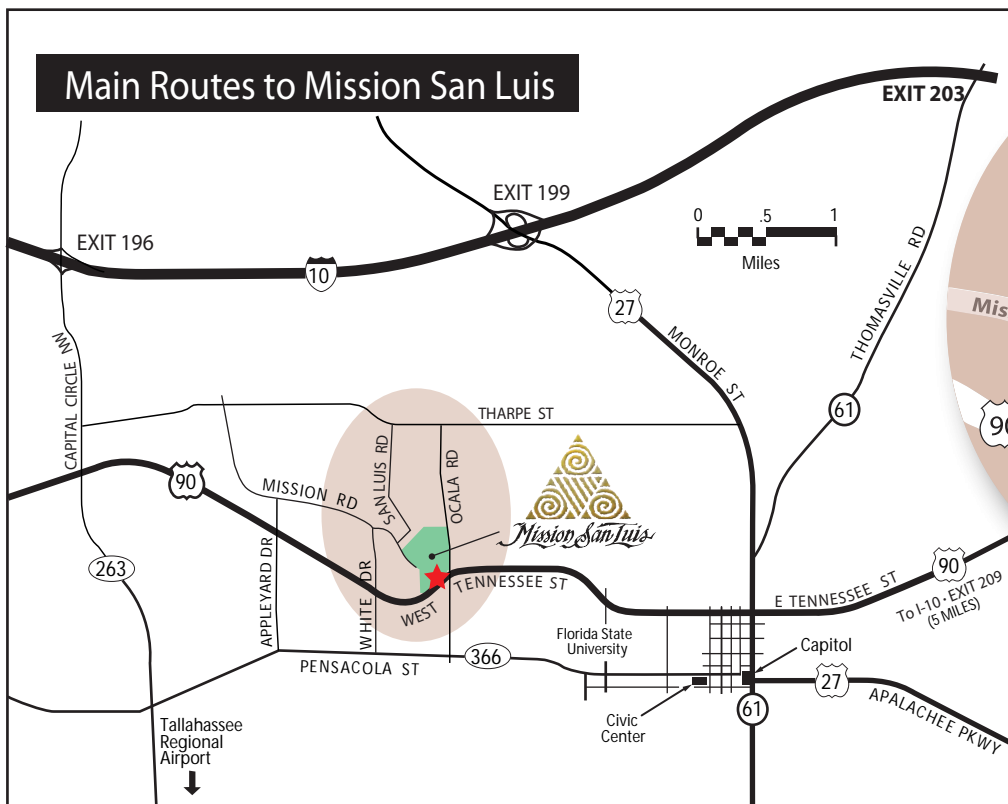 Main Routes to Mission San Luis
EXIT 203
EXIT 199
EXIT 196
10
0 .5 1
Miles
27
MONROE ST
THOMASVILLE RD
61
Mis
90
CAPITAL CIRCLE NW
THARPE ST
90
MISSION RD
SAN LUIS RD
OCALA RD
Mission San Luis
263
APPLEYARD DR
WHITE DR
WEST TENNESSEE ST
E TENNESSEE ST
90
To I-10 • EXIT 209
(5 MILES)
Florida State
University
366
PENSACOLA ST
Capitol
27
APALACHEE PKWY
Civic
Center
61
Tallahassee
Regional
Airport